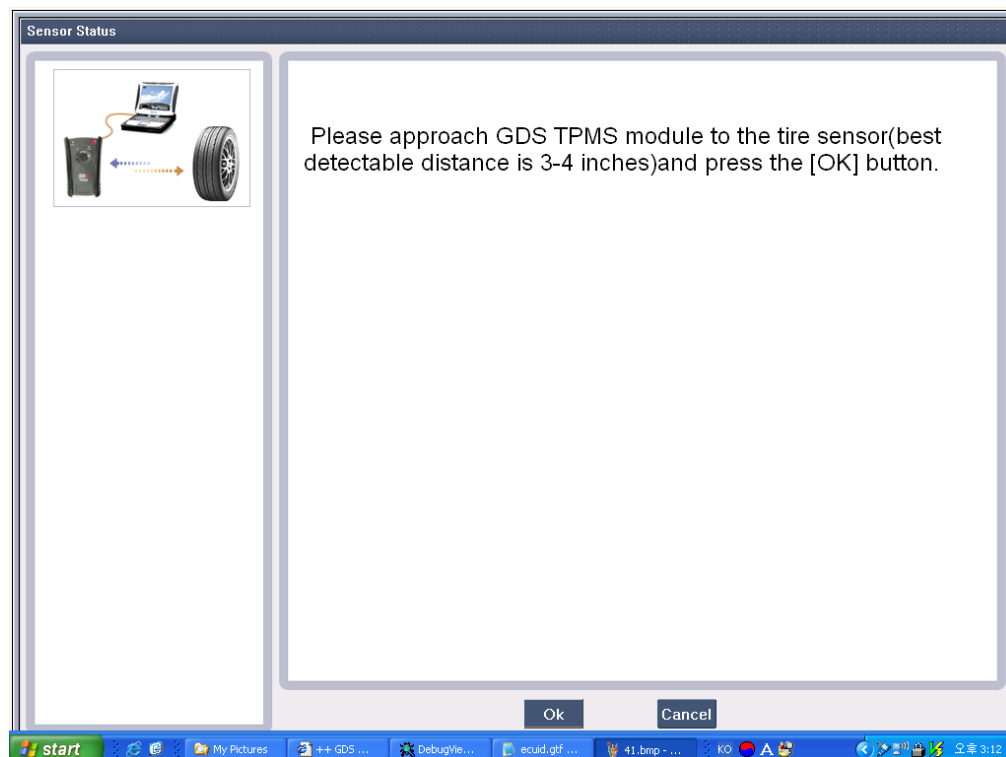 Sensor Status
Please approach GDS TPMS module to the tire sensor(best
detectable distance is 3-4 inches)and press the [OK] button.
Ok
Cancel
start
My Pictures
++ GDS ...
DebugVie...
ecuid.gtf ...
41.bmp - ...
KO
A
오후 3:12